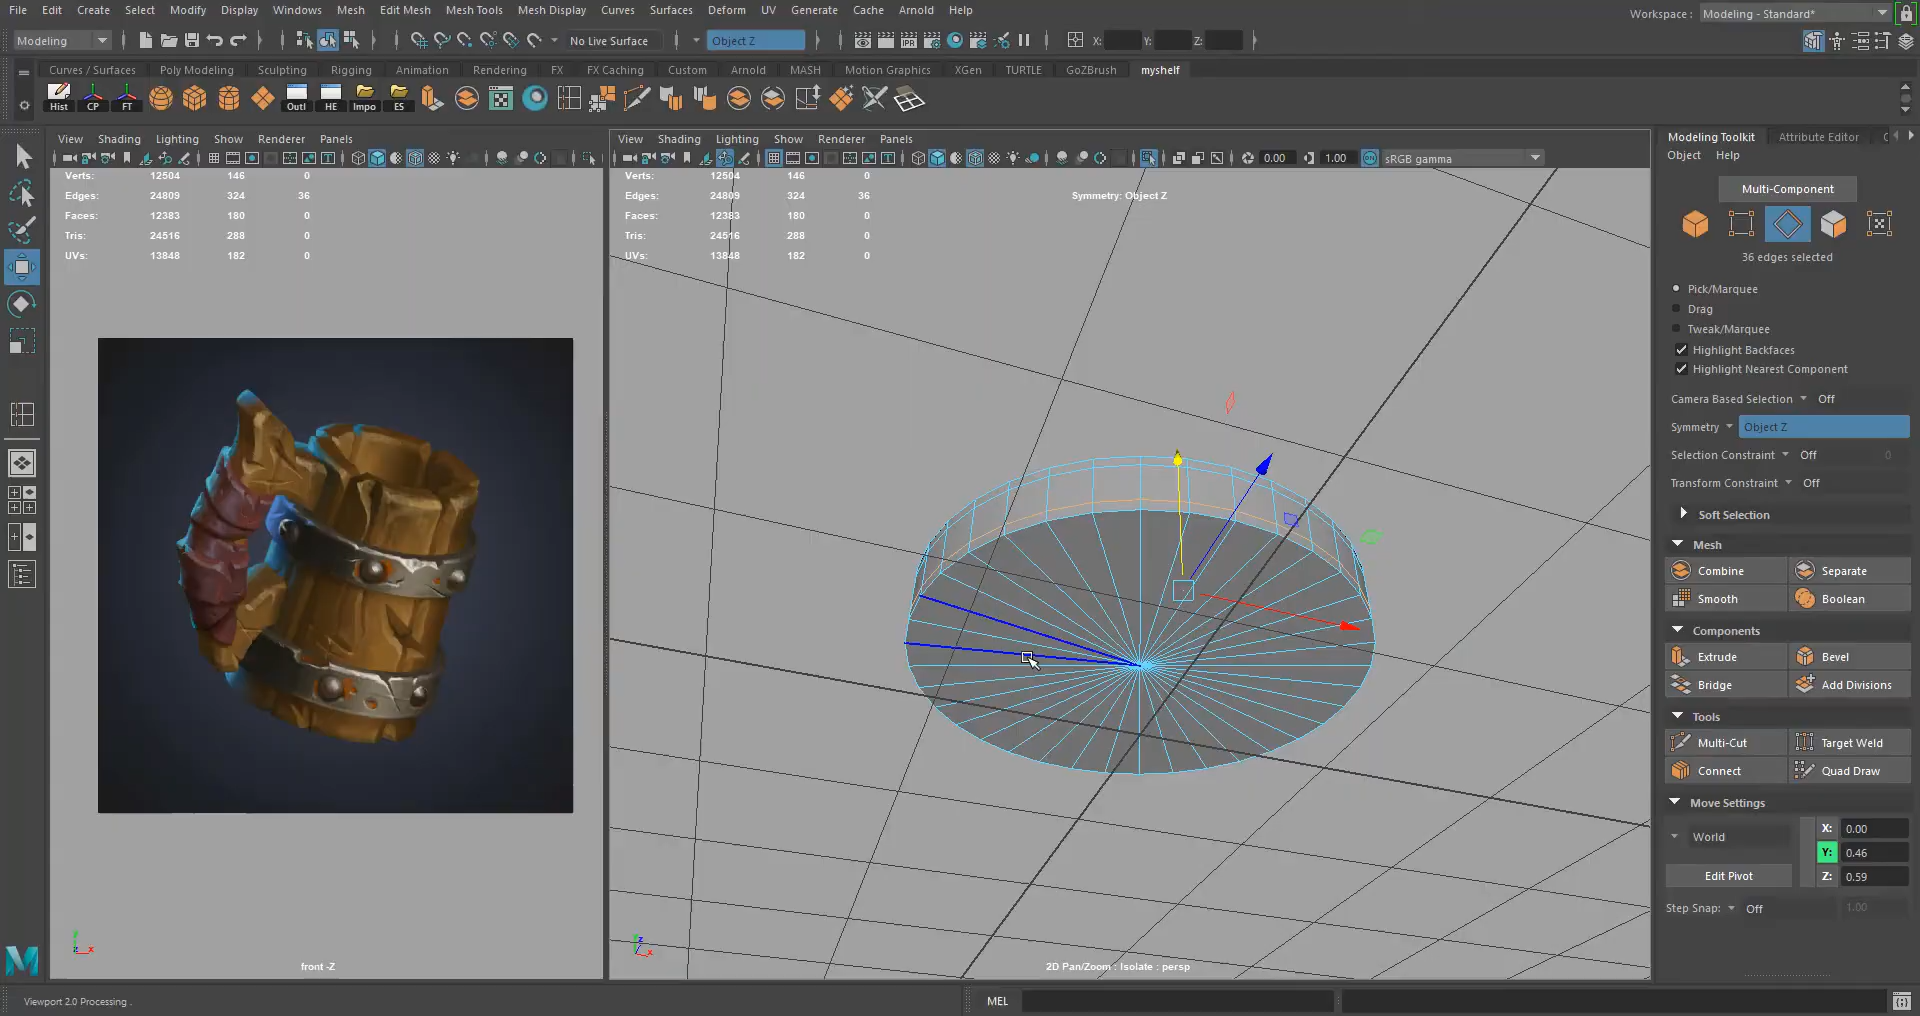 File Edit Create Select Modify Display Windows Mesh Edit Mesh Mesh Tools Mesh Display Curves Surfaces Deform UV Generate Cache Arnold Help
Workspace : Modeling - Standard*
Modeling No Live Surface Object Z X: Y: Z:
Curves / Surfaces Poly Modeling Sculpting Rigging Animation Rendering FX FX Caching Custom Arnold MASH Motion Graphics XGen TURTLE Bifrost GoZBrush myshelf
Hist CP FT Outl HE Impo ES
View Shading Lighting Show Renderer Panels
View Shading Lighting Show Renderer Panels
0.00 1.00 ON sRGB gamma
Verts: 12504 146 0
Edges: 24809 324 36
Faces: 12383 180 0
Tris: 24516 288 0
UVs: 13848 182 0
front -Z
Verts: 12504 146 0
Edges: 24809 324 36
Faces: 12383 180 0
Tris: 24516 288 0
UVs: 13848 182 0
Symmetry: Object Z
2D Pan/Zoom : Isolate : persp
Modeling Toolkit Attribute Editor
Object Help
Multi-Component
36 edges selected
Pick/Marquee
Drag
Tweak/Marquee
Highlight Backfaces
Highlight Nearest Component
Camera Based Selection Off
Symmetry Object Z
Selection Constraint Off 0
Transform Constraint Off
Soft Selection
Mesh
Combine Separate
Smooth Boolean
Components
Extrude Bevel
Bridge Add Divisions
Tools
Multi-Cut Target Weld
Connect Quad Draw
Move Settings
World X: 0.00
Y: 0.46
Edit Pivot Z: 0.59
Step Snap: Off 1.00
Viewport 2.0 Processing .
MEL